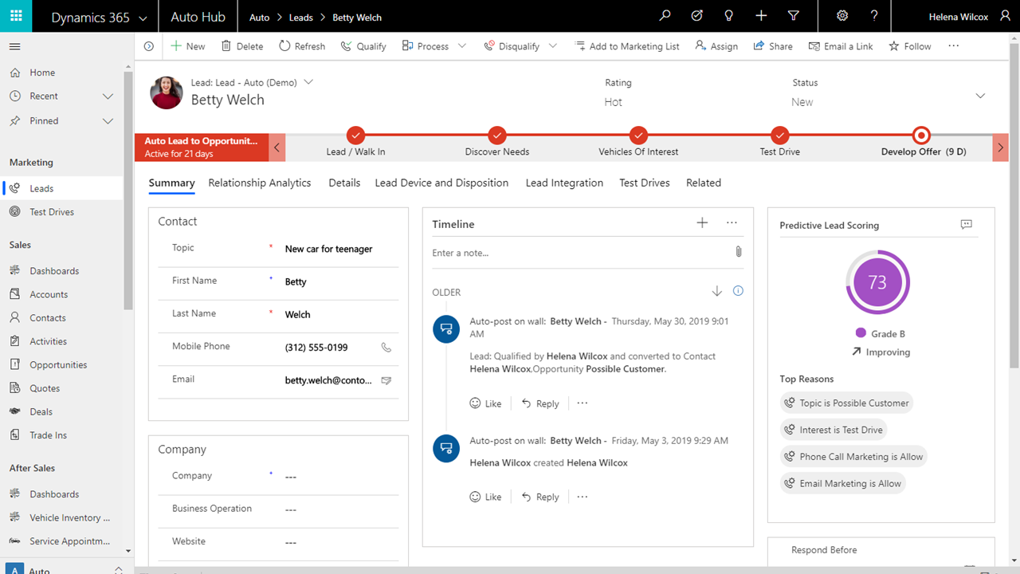 Dynamics 365
Auto Hub
Auto
Leads
Betty Welch
Helena Wilcox
New
Delete
Refresh
Qualify
Process
Disqualify
Add to Marketing List
Assign
Share
Email a Link
Follow
Home
Recent
Pinned
Marketing
Leads
Test Drives
Sales
Dashboards
Accounts
Contacts
Activities
Opportunities
Quotes
Deals
Trade Ins
After Sales
Dashboards
Vehicle Inventory ...
Service Appointm...
A
Auto
Lead: Lead - Auto (Demo)
Betty Welch
Rating
Hot
Status
New
Auto Lead to Opportunit...
Active for 21 days
Lead / Walk In
Discover Needs
Vehicles Of Interest
Test Drive
Develop Offer (9 D)
Summary
Relationship Analytics
Details
Lead Device and Disposition
Lead Integration
Test Drives
Related
Contact
Topic
*
New car for teenager
First Name
*
Betty
Last Name
*
Welch
Mobile Phone
(312) 555-0199
Email
betty.welch@conto...
Company
Company
*
---
Business Operation
---
Website
---
Timeline
Enter a note...
OLDER
Auto-post on wall: Betty Welch - Thursday, May 30, 2019 9:01
AM
Lead: Qualified by Helena Wilcox and converted to Contact
Helena Wilcox.Opportunity Possible Customer.
Like
Reply
Auto-post on wall: Betty Welch - Friday, May 3, 2019 9:29 AM
Helena Wilcox created Helena Wilcox
Like
Reply
Predictive Lead Scoring
73
Grade B
Improving
Top Reasons
Topic is Possible Customer
Interest is Test Drive
Phone Call Marketing is Allow
Email Marketing is Allow
Respond Before